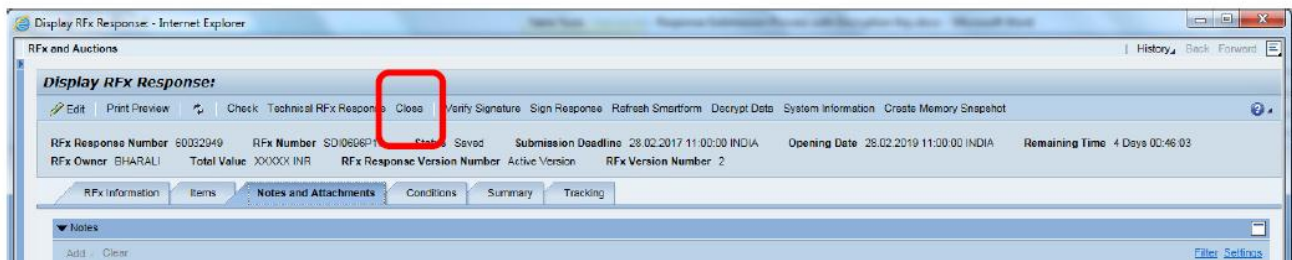 Display RFx Response: - Internet Explorer
RFx and Auctions | History Back Forward
Display RFx Response:
Edit | Print Preview | Check Technical RFx Response Close | Verify Signature Sign Response Refresh Smartform Decrypt Data System Information Create Memory Snapshot
RFx Response Number 60032949 RFx Number Status Saved Submission Deadline 28.02.2017 11:00:00 INDIA Opening Date 28.02.2019 11:00:00 INDIA Remaining Time 4 Days 00:46:03
RFx Owner BHARALI Total Value XXXXX INR RFx Response Version Number Active Version RFx Version Number 2
RFx Information Items Notes and Attachments Conditions Summary Tracking
Notes
Add Clear Filter Settings